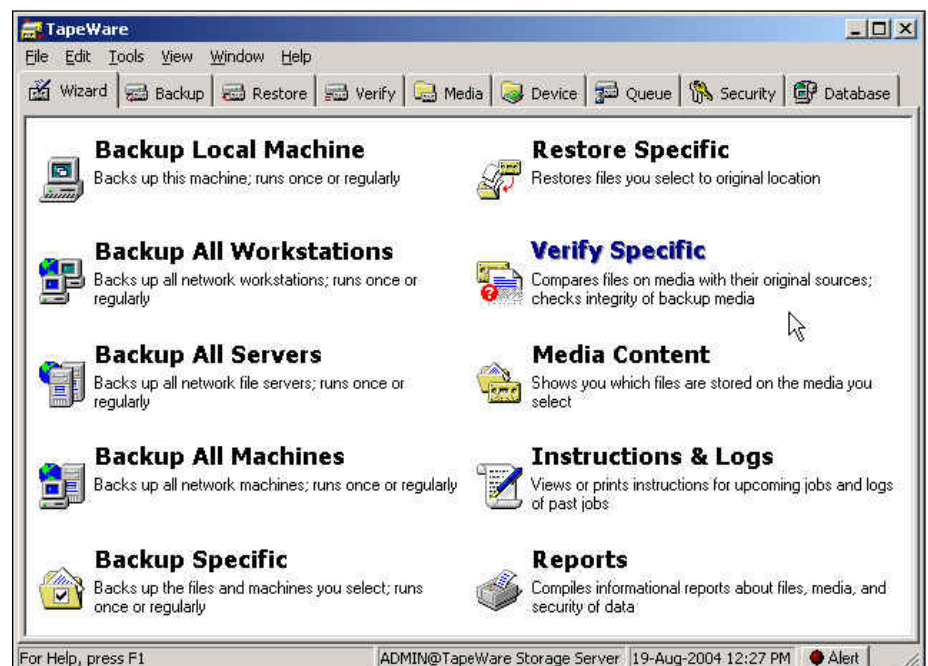 TapeWare
File Edit Tools View Window Help
Wizard Backup Restore Verify Media Device Queue Security Database
Backup Local Machine
Backs up this machine; runs once or regularly
Backup All Workstations
Backs up all network workstations; runs once or
regularly
Backup All Servers
Backs up all network file servers; runs once or
regularly
Backup All Machines
Backs up all network machines; runs once or regularly
Backup Specific
Backs up the files and machines you select; runs
once or regularly
Restore Specific
Restores files you select to original location
Verify Specific
Compares files on media with their original sources;
checks integrity of backup media
Media Content
Shows you which files are stored on the media you
select
Instructions & Logs
Views or prints instructions for upcoming jobs and logs
of past jobs
Reports
Compiles informational reports about files, media, and
security of data
For Help, press F1
ADMIN@TapeWare Storage Server 19-Aug-2004 12:27 PM Alert